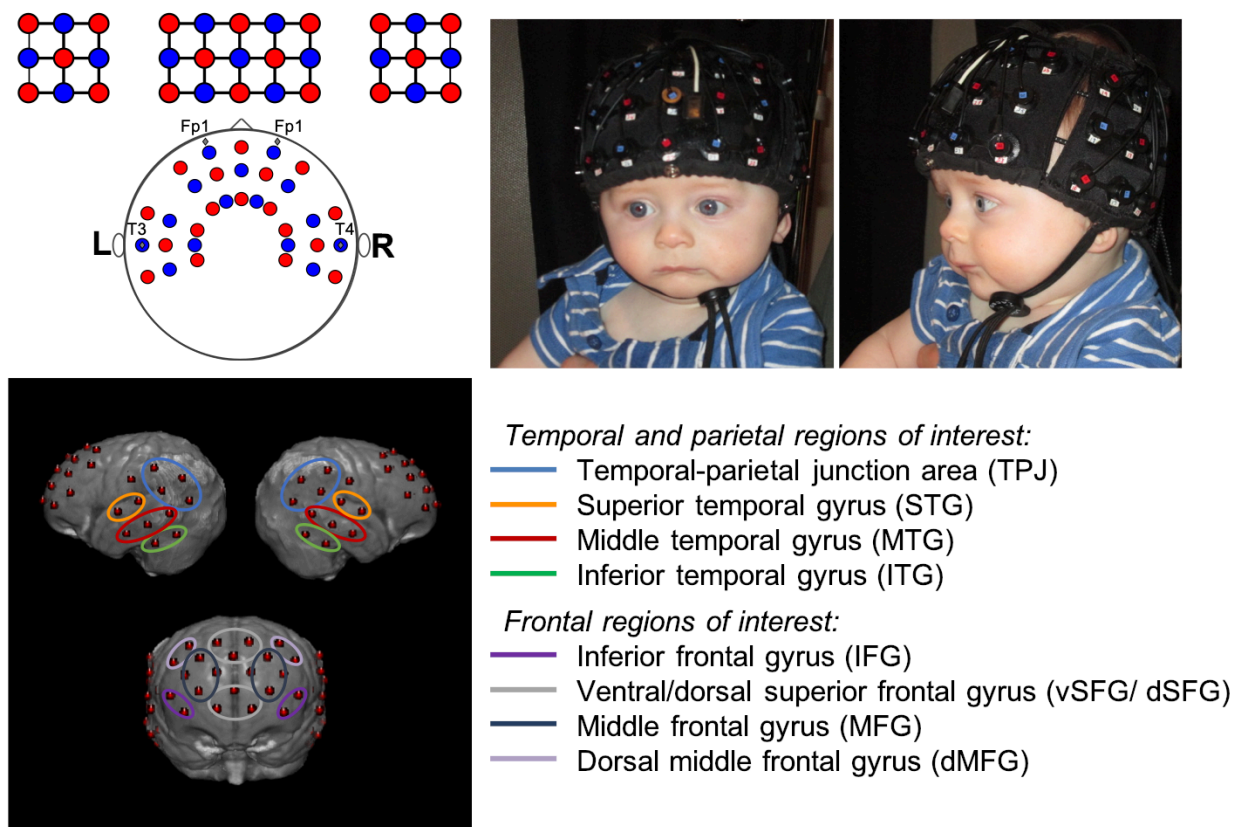 Fp1 Fp1
T3 T4
L R
Temporal and parietal regions of interest:
Temporal-parietal junction area (TPJ)
Superior temporal gyrus (STG)
Middle temporal gyrus (MTG)
Inferior temporal gyrus (ITG)
Frontal regions of interest:
Inferior frontal gyrus (IFG)
Ventral/dorsal superior frontal gyrus (vSFG/ dSFG)
Middle frontal gyrus (MFG)
Dorsal middle frontal gyrus (dMFG)